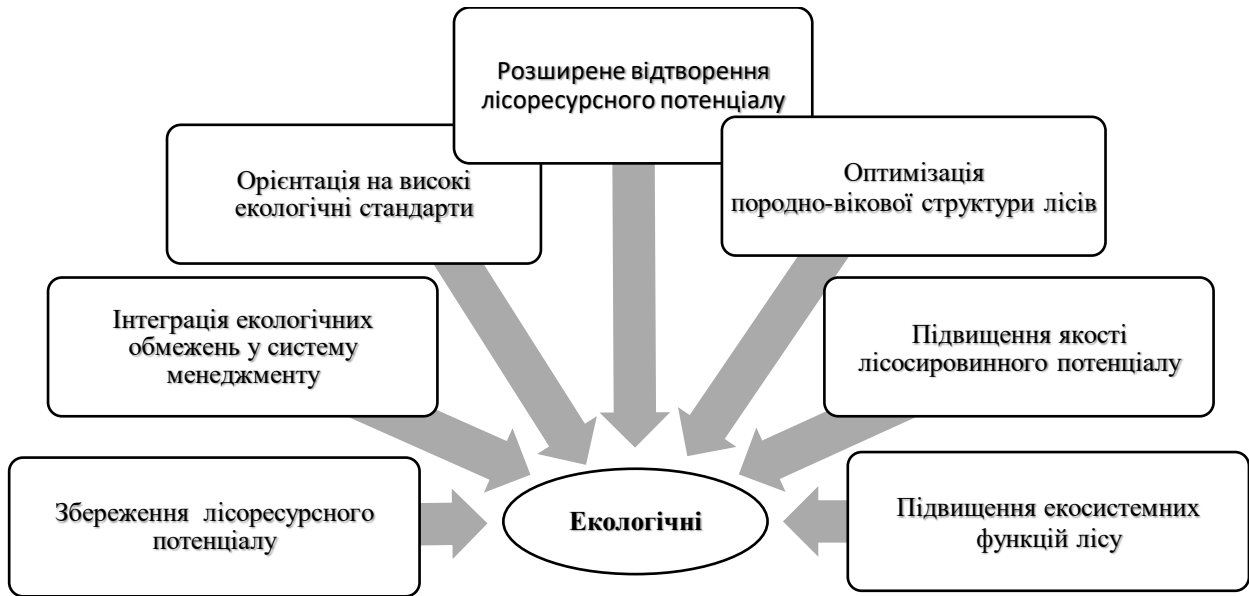 Розширене відтворення
лісоресурсного потенціалу
Орієнтація на високі
екологічні стандарти
Оптимізація
породно-вікової структури лісів
Інтеграція екологічних
обмежень у систему
менеджменту
Підвищення якості
лісосировинного потенціалу
Збереження лісоресурсного
потенціалу
Екологічні
Підвищення екосистемних
функцій лісу